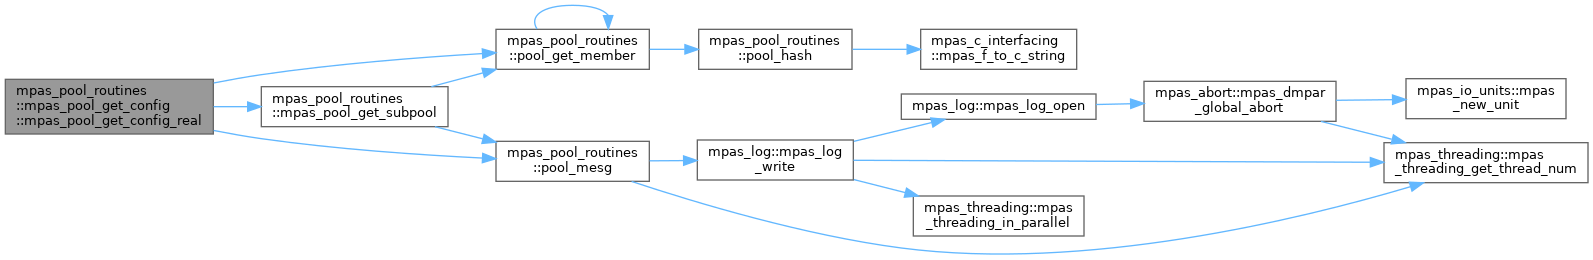 mpas_pool_routines
::mpas_pool_get_config
::mpas_pool_get_config_real
mpas_pool_routines
::pool_get_member
mpas_pool_routines
::pool_hash
mpas_c_interfacing
::mpas_f_to_c_string
mpas_pool_routines
::mpas_pool_get_subpool
mpas_pool_routines
::pool_mesg
mpas_log::mpas_log
_write
mpas_log::mpas_log_open
mpas_abort::mpas_dmpar
_global_abort
mpas_io_units::mpas
_new_unit
mpas_threading::mpas
_threading_get_thread_num
mpas_threading::mpas
_threading_in_parallel